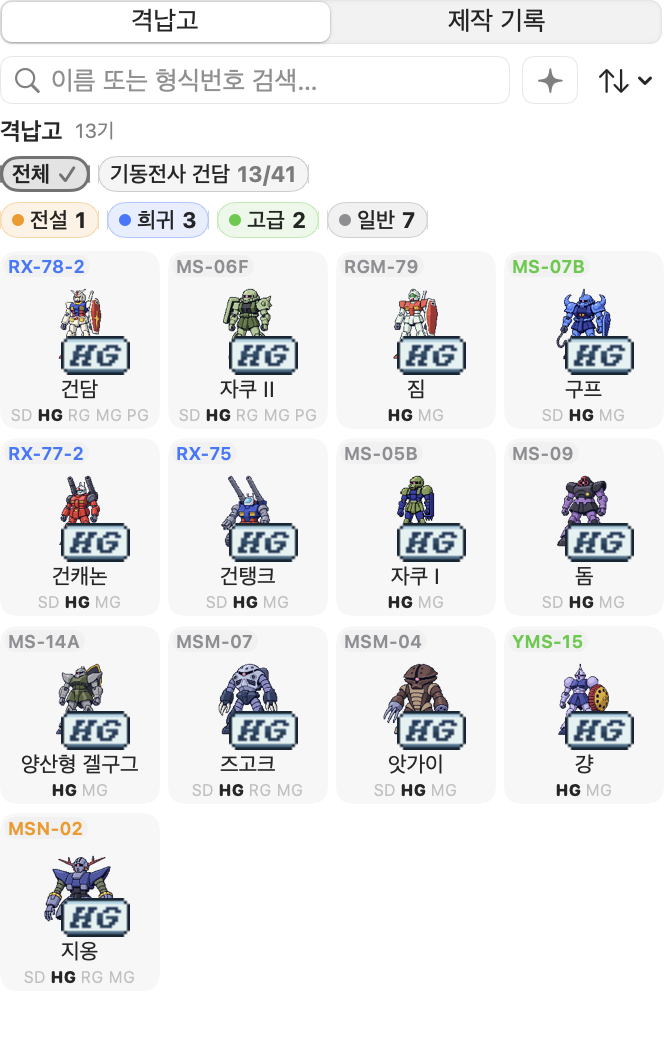 격납고 제작 기록
이름 또는 형식번호 검색...
격납고 13기
전체 기동전사 건담 13/41
전설 1 희귀 3 고급 2 일반 7
RX-78-2 MS-06F RGM-79 MS-07B
HG HG HG HG
건담 자쿠 II 짐 구프
SD HG RG MG PG SD HG RG MG PG HG MG SD HG MG
RX-77-2 RX-75 MS-05B MS-09
HG HG HG HG
건캐논 건탱크 자쿠 I 돔
SD HG MG SD HG MG HG MG SD HG MG
MS-14A MSM-07 MSM-04 YMS-15
HG HG HG HG
양산형 겔구그 즈고크 앗가이 걍
HG MG SD HG RG MG SD HG MG HG MG
MSN-02
HG
지옹
SD HG RG MG